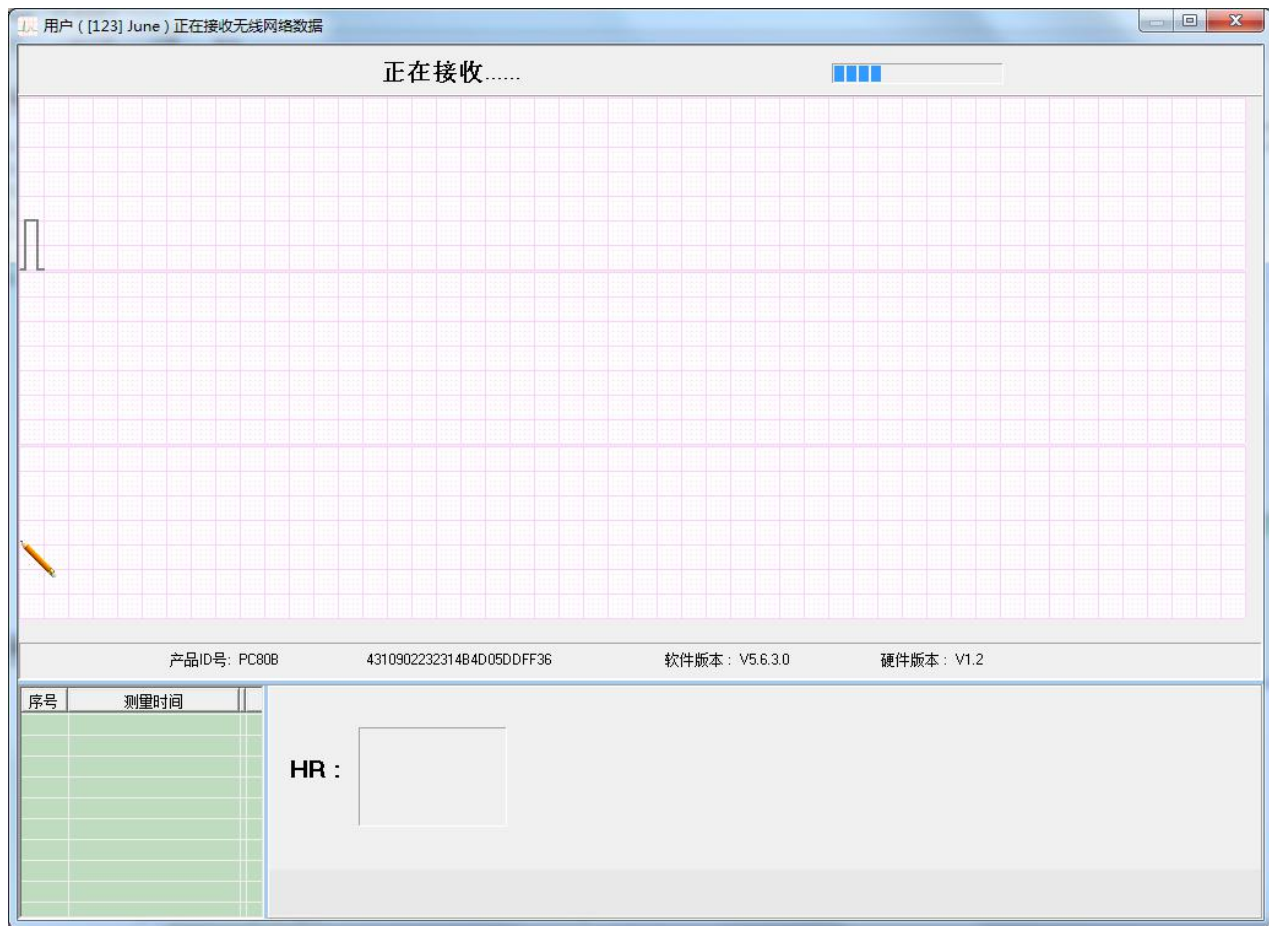 用户 ( [123] June ) 正在接收无线网络数据
正在接收......
产品ID号: PC80B 4310902232314B4D05DDFF36 软件版本 : V5.6.3.0 硬件版本 : V1.2
序号 测量时间
HR :